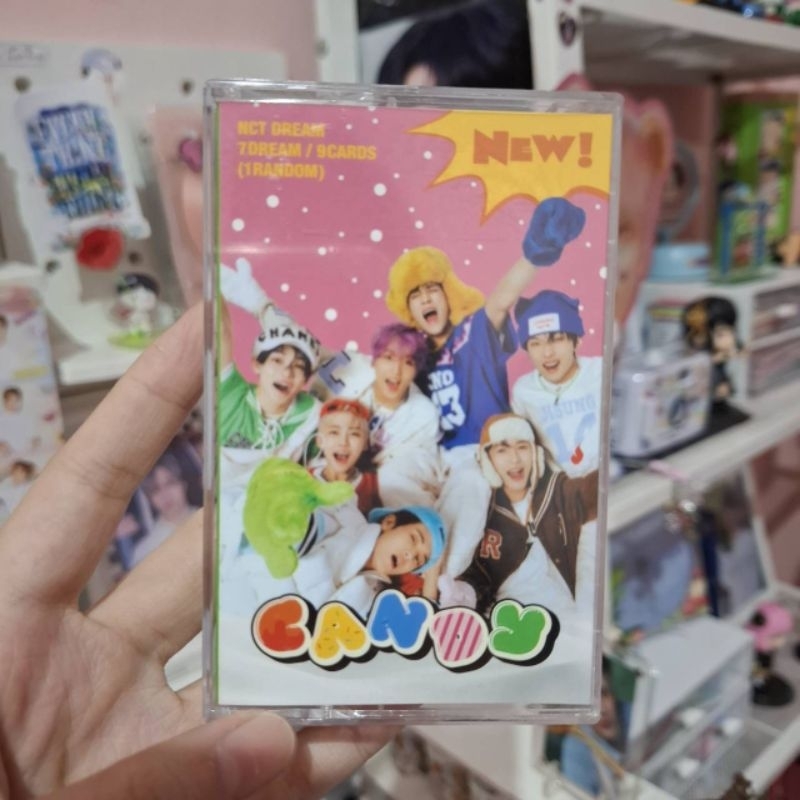 NCT DREAM
7DREAM / 9CARDS
(1RANDOM)
NEW!
CANDY